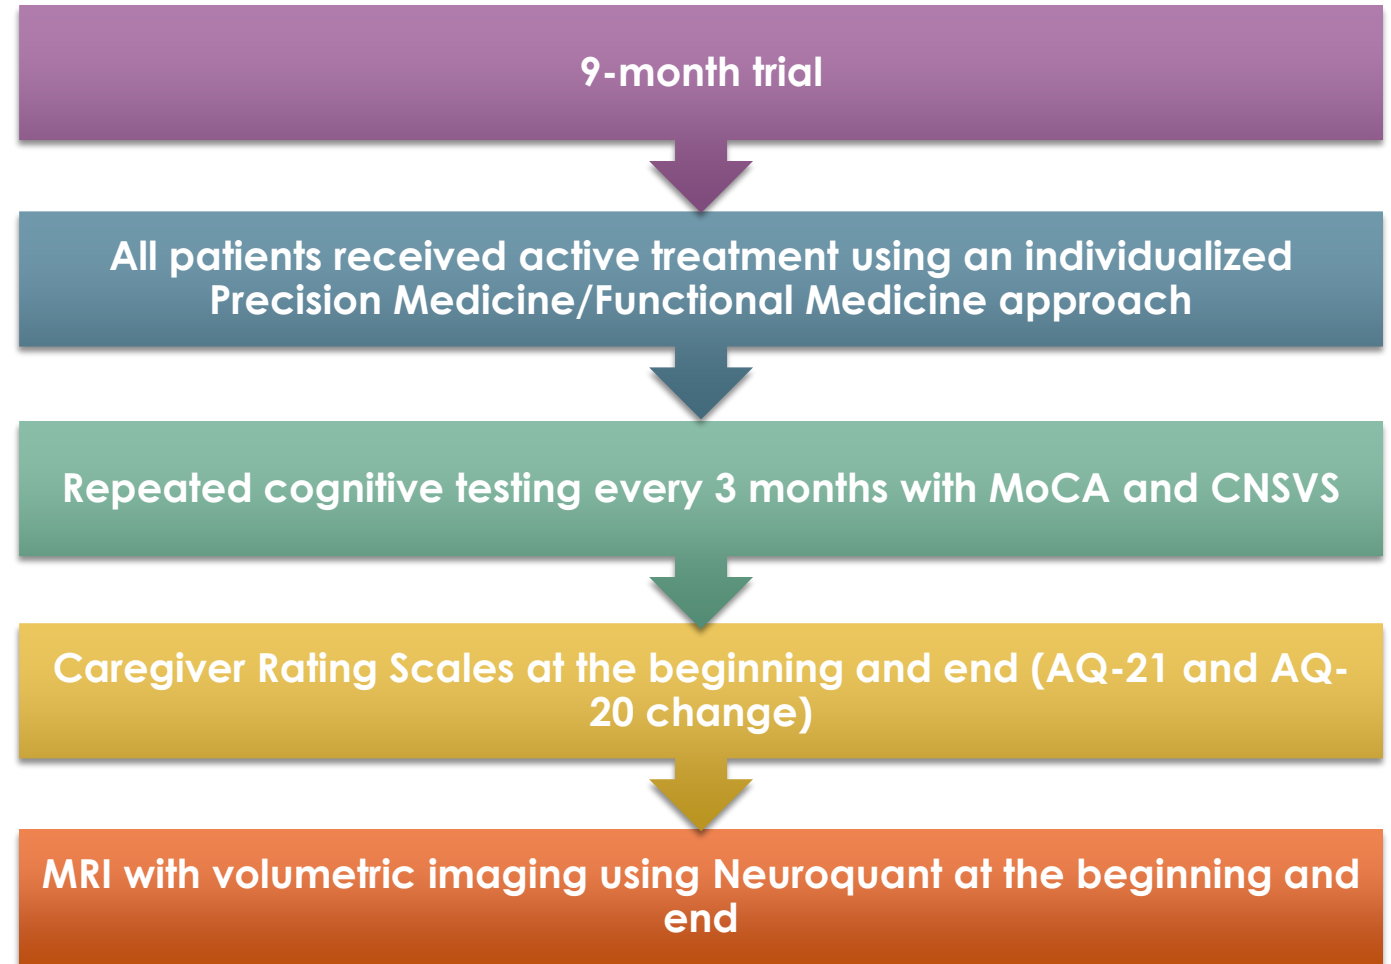 9-month trial
All patients received active treatment using an individualized
Precision Medicine/Functional Medicine approach
Repeated cognitive testing every 3 months with MoCA and CNSVS
Caregiver Rating Scales at the beginning and end (AQ-21 and AQ-
20 change)
MRI with volumetric imaging using Neuroquant at the beginning and
end